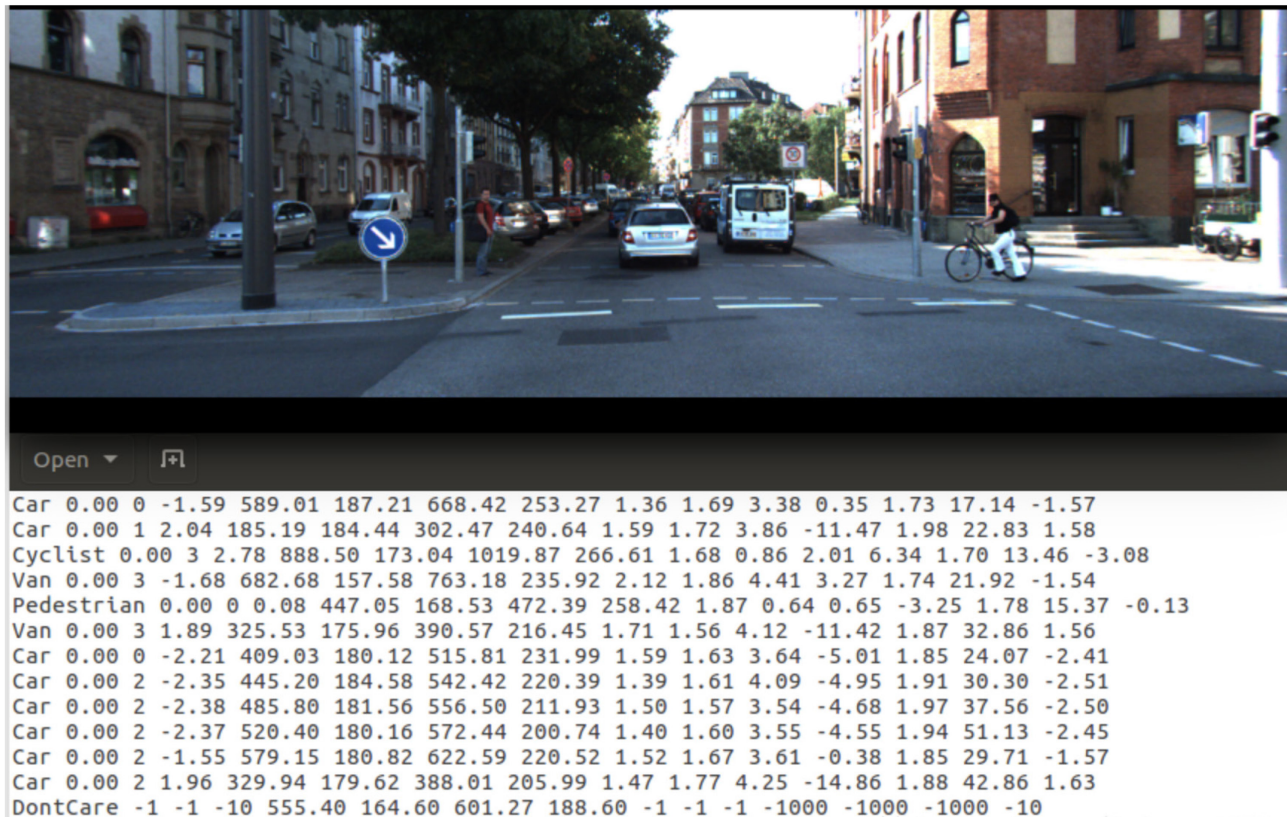 30
Open
Car 0.00 0 -1.59 589.01 187.21 668.42 253.27 1.36 1.69 3.38 0.35 1.73 17.14 -1.57
Car 0.00 1 2.04 185.19 184.44 302.47 240.64 1.59 1.72 3.86 -11.47 1.98 22.83 1.58
Cyclist 0.00 3 2.78 888.50 173.04 1019.87 266.61 1.68 0.86 2.01 6.34 1.70 13.46 -3.08
Van 0.00 3 -1.68 682.68 157.58 763.18 235.92 2.12 1.86 4.41 3.27 1.74 21.92 -1.54
Pedestrian 0.00 0 0.08 447.05 168.53 472.39 258.42 1.87 0.64 0.65 -3.25 1.78 15.37 -0.13
Van 0.00 3 1.89 325.53 175.96 390.57 216.45 1.71 1.56 4.12 -11.42 1.87 32.86 1.56
Car 0.00 0 -2.21 409.03 180.12 515.81 231.99 1.59 1.63 3.64 -5.01 1.85 24.07 -2.41
Car 0.00 2 -2.35 445.20 184.58 542.42 220.39 1.39 1.61 4.09 -4.95 1.91 30.30 -2.51
Car 0.00 2 -2.38 485.80 181.56 556.50 211.93 1.50 1.57 3.54 -4.68 1.97 37.56 -2.50
Car 0.00 2 -2.37 520.40 180.16 572.44 200.74 1.40 1.60 3.55 -4.55 1.94 51.13 -2.45
Car 0.00 2 -1.55 579.15 180.82 622.59 220.52 1.52 1.67 3.61 -0.38 1.85 29.71 -1.57
Car 0.00 2 1.96 329.94 179.62 388.01 205.99 1.47 1.77 4.25 -14.86 1.88 42.86 1.63
DontCare -1 -1 -10 555.40 164.60 601.27 188.60 -1 -1 -1 -1000 -1000 -1000 -10